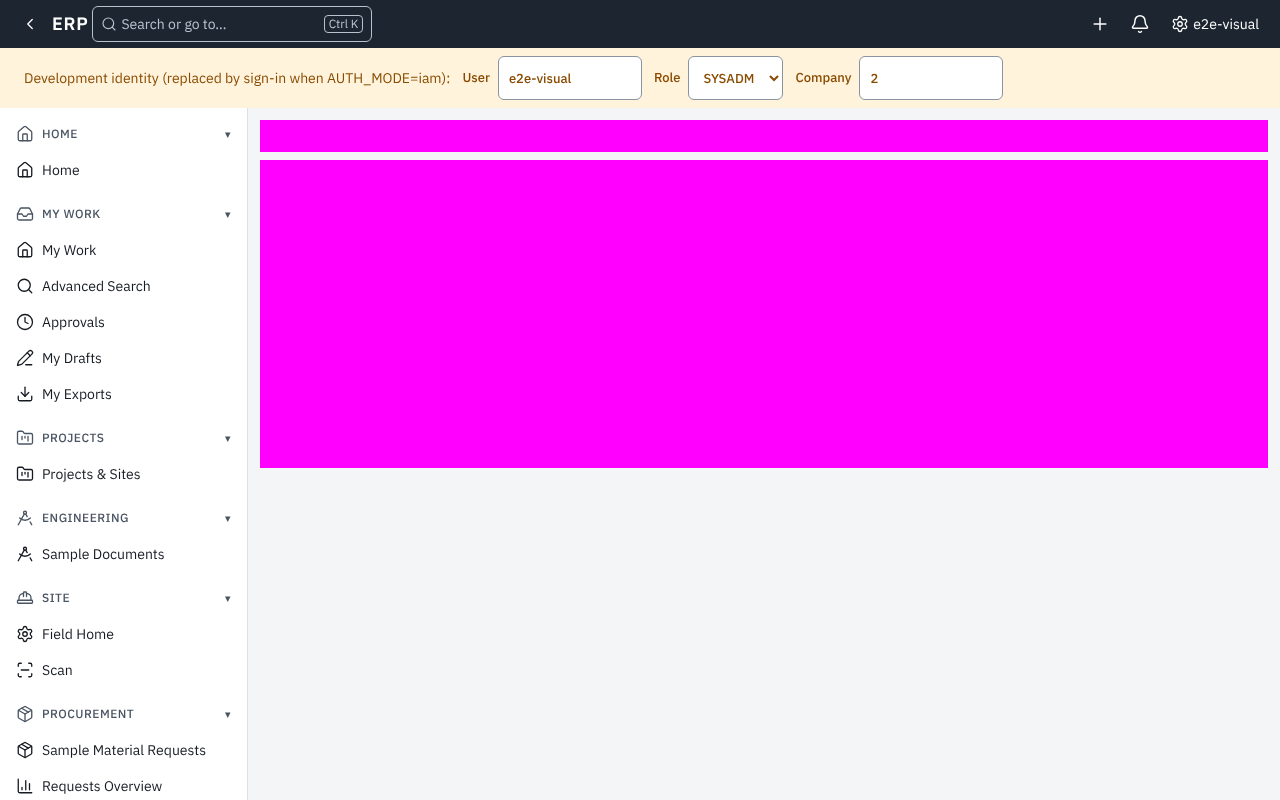 ERP Search or go to... Ctrl K e2e-visual
Development identity (replaced by sign-in when AUTH_MODE=iam): User e2e-visual Role SYSADM Company 2
HOME
Home
MY WORK
My Work
Advanced Search
Approvals
My Drafts
My Exports
PROJECTS
Projects & Sites
ENGINEERING
Sample Documents
SITE
Field Home
Scan
PROCUREMENT
Sample Material Requests
Requests Overview